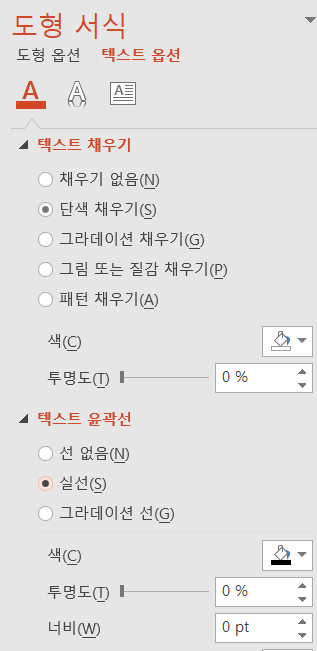 도형 서식
도형 옵션 텍스트 옵션
A A A
텍스트 채우기
채우기 없음(N)
단색 채우기(S)
그라데이션 채우기(G)
그림 또는 질감 채우기(P)
패턴 채우기(A)
색(C)
투명도(T) 0 %
텍스트 윤곽선
선 없음(N)
실선(S)
그라데이션 선(G)
색(C)
투명도(T) 0 %
너비(W) 0 pt